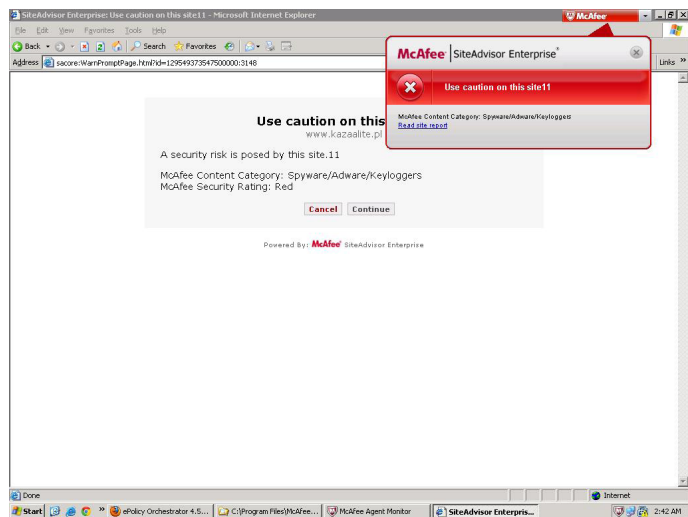 SiteAdvisor Enterprise: Use caution on this site11 - Microsoft Internet Explorer
McAfee
File Edit View Favorites Tools Help
Back Search Favorites
Address sacore:WarnPromptPage.html?id=129549373547500000:3148
Links »
McAfee SiteAdvisor Enterprise
Use caution on this site11
McAfee Content Category: Spyware/Adware/Keyloggers
Read site report
Use caution on this
www.kazaalite.pl
A security risk is posed by this site.11
McAfee Content Category: Spyware/Adware/Keyloggers
McAfee Security Rating: Red
Cancel Continue
Powered By: McAfee SiteAdvisor Enterprise
Done
Internet
Start » ePolicy Orchestrator 4.5... C:\Program Files\McAfee... McAfee Agent Monitor SiteAdvisor Enterpris... 2:42 AM